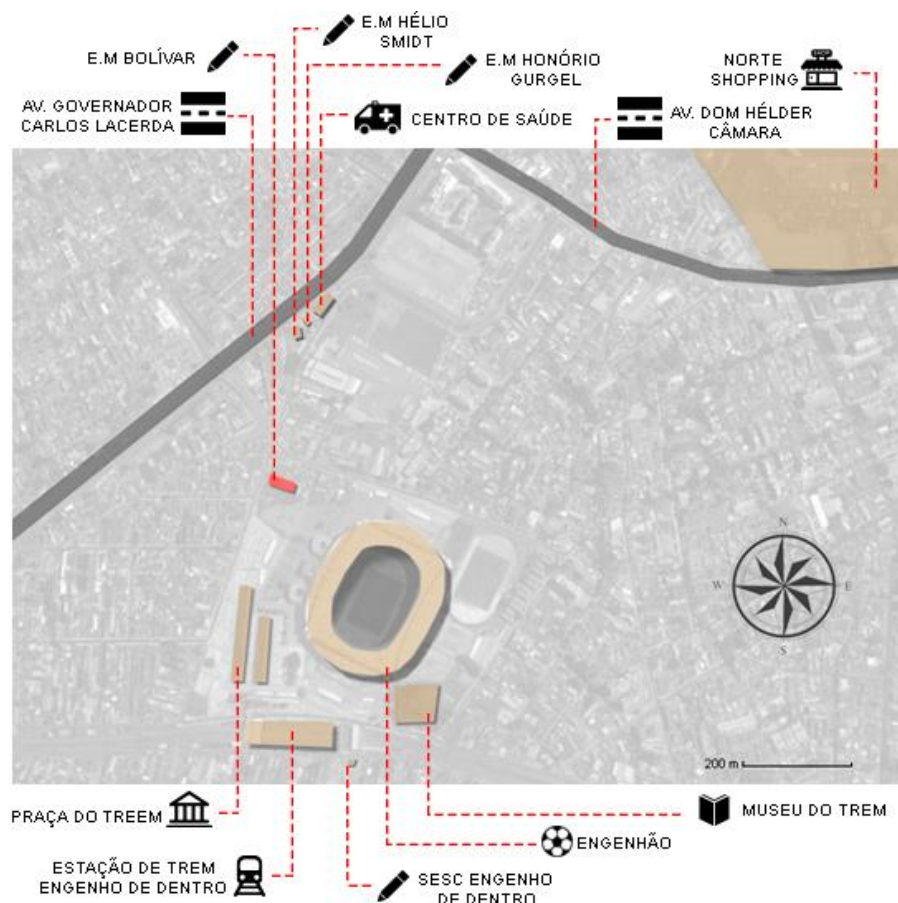 E.M HÉLIO
SMIDT
E.M BOLÍVAR
E.M HONÓRIO
GURGEL
NORTE
SHOPPING
SHOP
AV. GOVERNADOR
CARLOS LACERDA
CENTRO DE SAÚDE
AV. DOM HÉLDER
CÂMARA
N
W
E
S
200 m
PRAÇA DO TREEM
MUSEU DO TREM
ENGENHÃO
ESTAÇÃO DE TREM
ENGENHO DE DENTRO
SESC ENGENHO
DE DENTRO